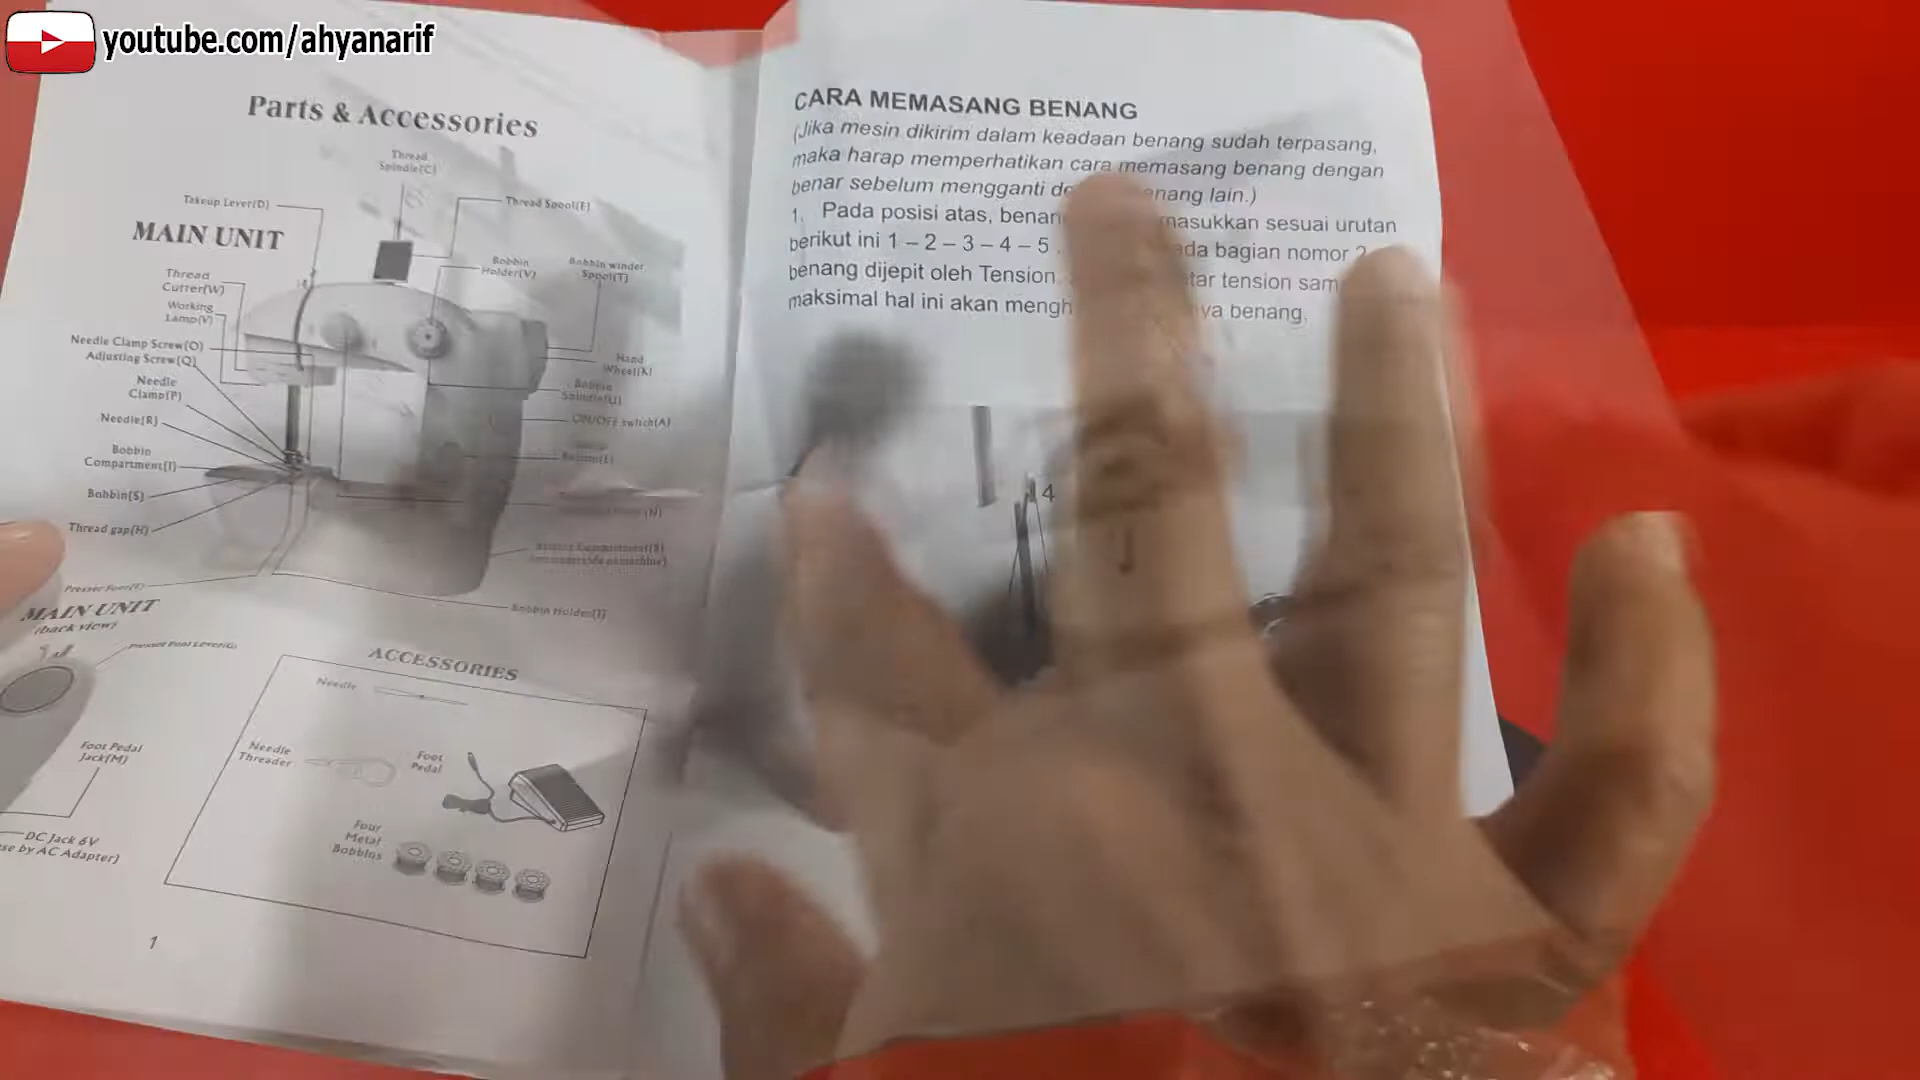 youtube.com/ahyanarif
Parts & Accessories
Thread
Spindle(C)
Takeup Lever(D)
Thread Spool(E)
MAIN UNIT
Bobbin
Holder(V)
Bobbin winder
Spool(T)
Thread
Currer(W)
Working
Lamp(V)
Needle Clamp Screw(O)
Adjusting Screw(Q)
Hand
Wheel(K)
Needle
Clamp(P)
Bobbin
Spindle(U)
Needle(R)
ON/OFF switch(A)
Bobbin
Compartment(I)
Bobbin(S)
Thread gap(H)
Bobbin Holder(J)
MAIN UNIT
(back view)
ACCESSORIES
Needle
Foot Pedal
Jack(M)
Needle
Threader
Foot
Pedal
DC Jack 6V
se by AC Adapter)
Four
Metal
Bobbins
1
CARA MEMASANG BENANG
(Jika mesin dikirim dalam keadaan benang sudah terpasang,
maka harap memperhatikan cara memasang benang dengan
benar sebelum mengganti enang lain.)
1. Pada posisi atas, benan masukkan sesuai urutan
berikut ini 1 – 2 – 3 – 4 – 5 ada bagian nomor 2
benang dijepit oleh Tension. tar tension sam
maksimal hal ini akan mengh ya benang.
4